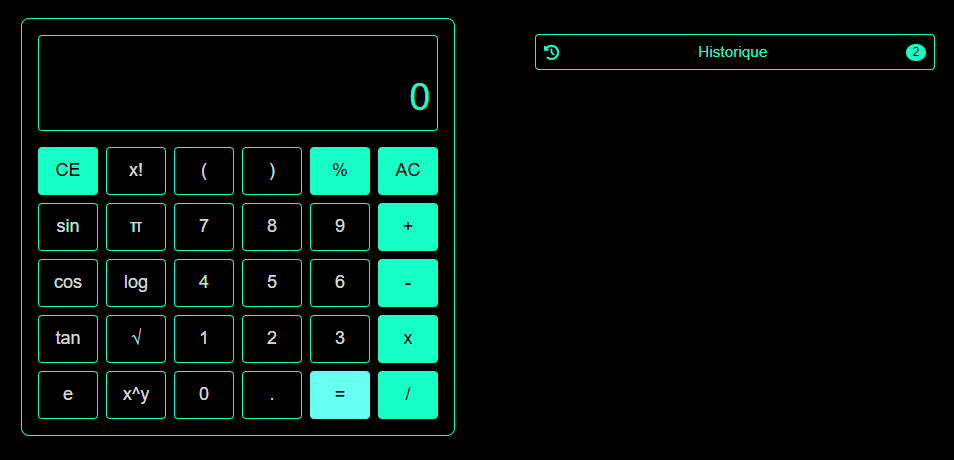 Historique 2
0
CE x! ( ) % AC
sin π 7 8 9 +
cos log 4 5 6 -
tan √ 1 2 3 x
e x^y 0 . = /